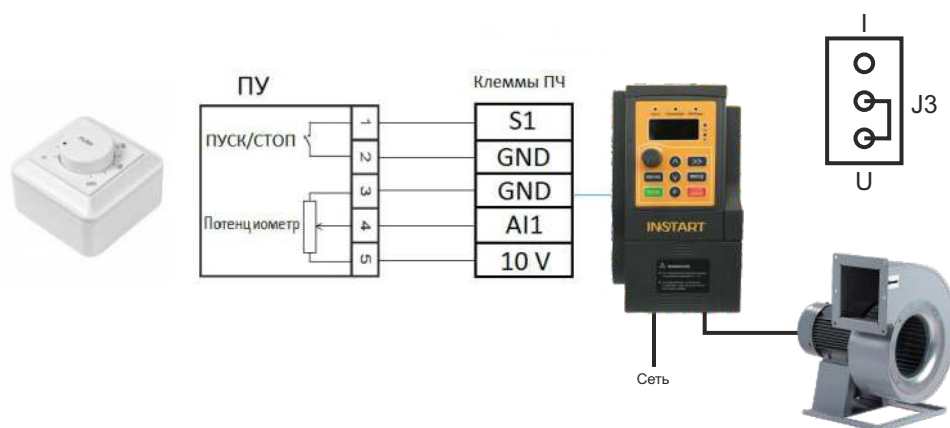 ПУ
ПУСК/СТОП
Потенциометр
1
2
3
4
5
Клеммы ПЧ
S1
GND
GND
AI1
10 V
INSTART
Сеть
I
J3
U